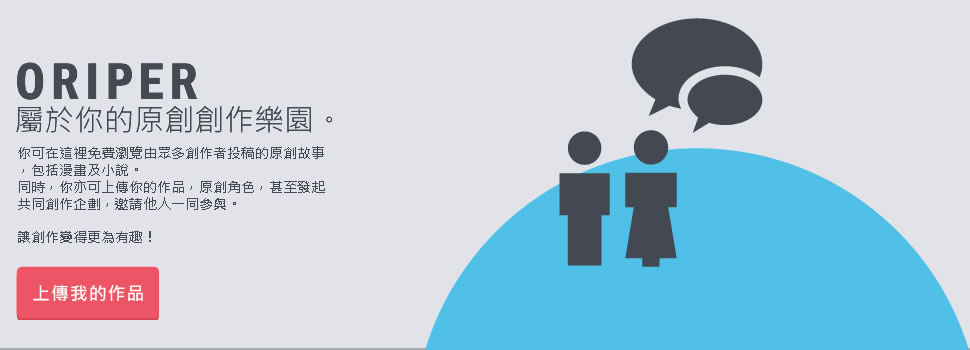 ORIPER
屬於你的原創創作樂園。
你可在這裡免費瀏覽由眾多創作者投稿的原創故事
，包括漫畫及小說。
同時，你亦可上傳你的作品，原創角色，甚至發起
共同創作企劃，邀請他人一同參與。
讓創作變得更為有趣！
上傳我的作品